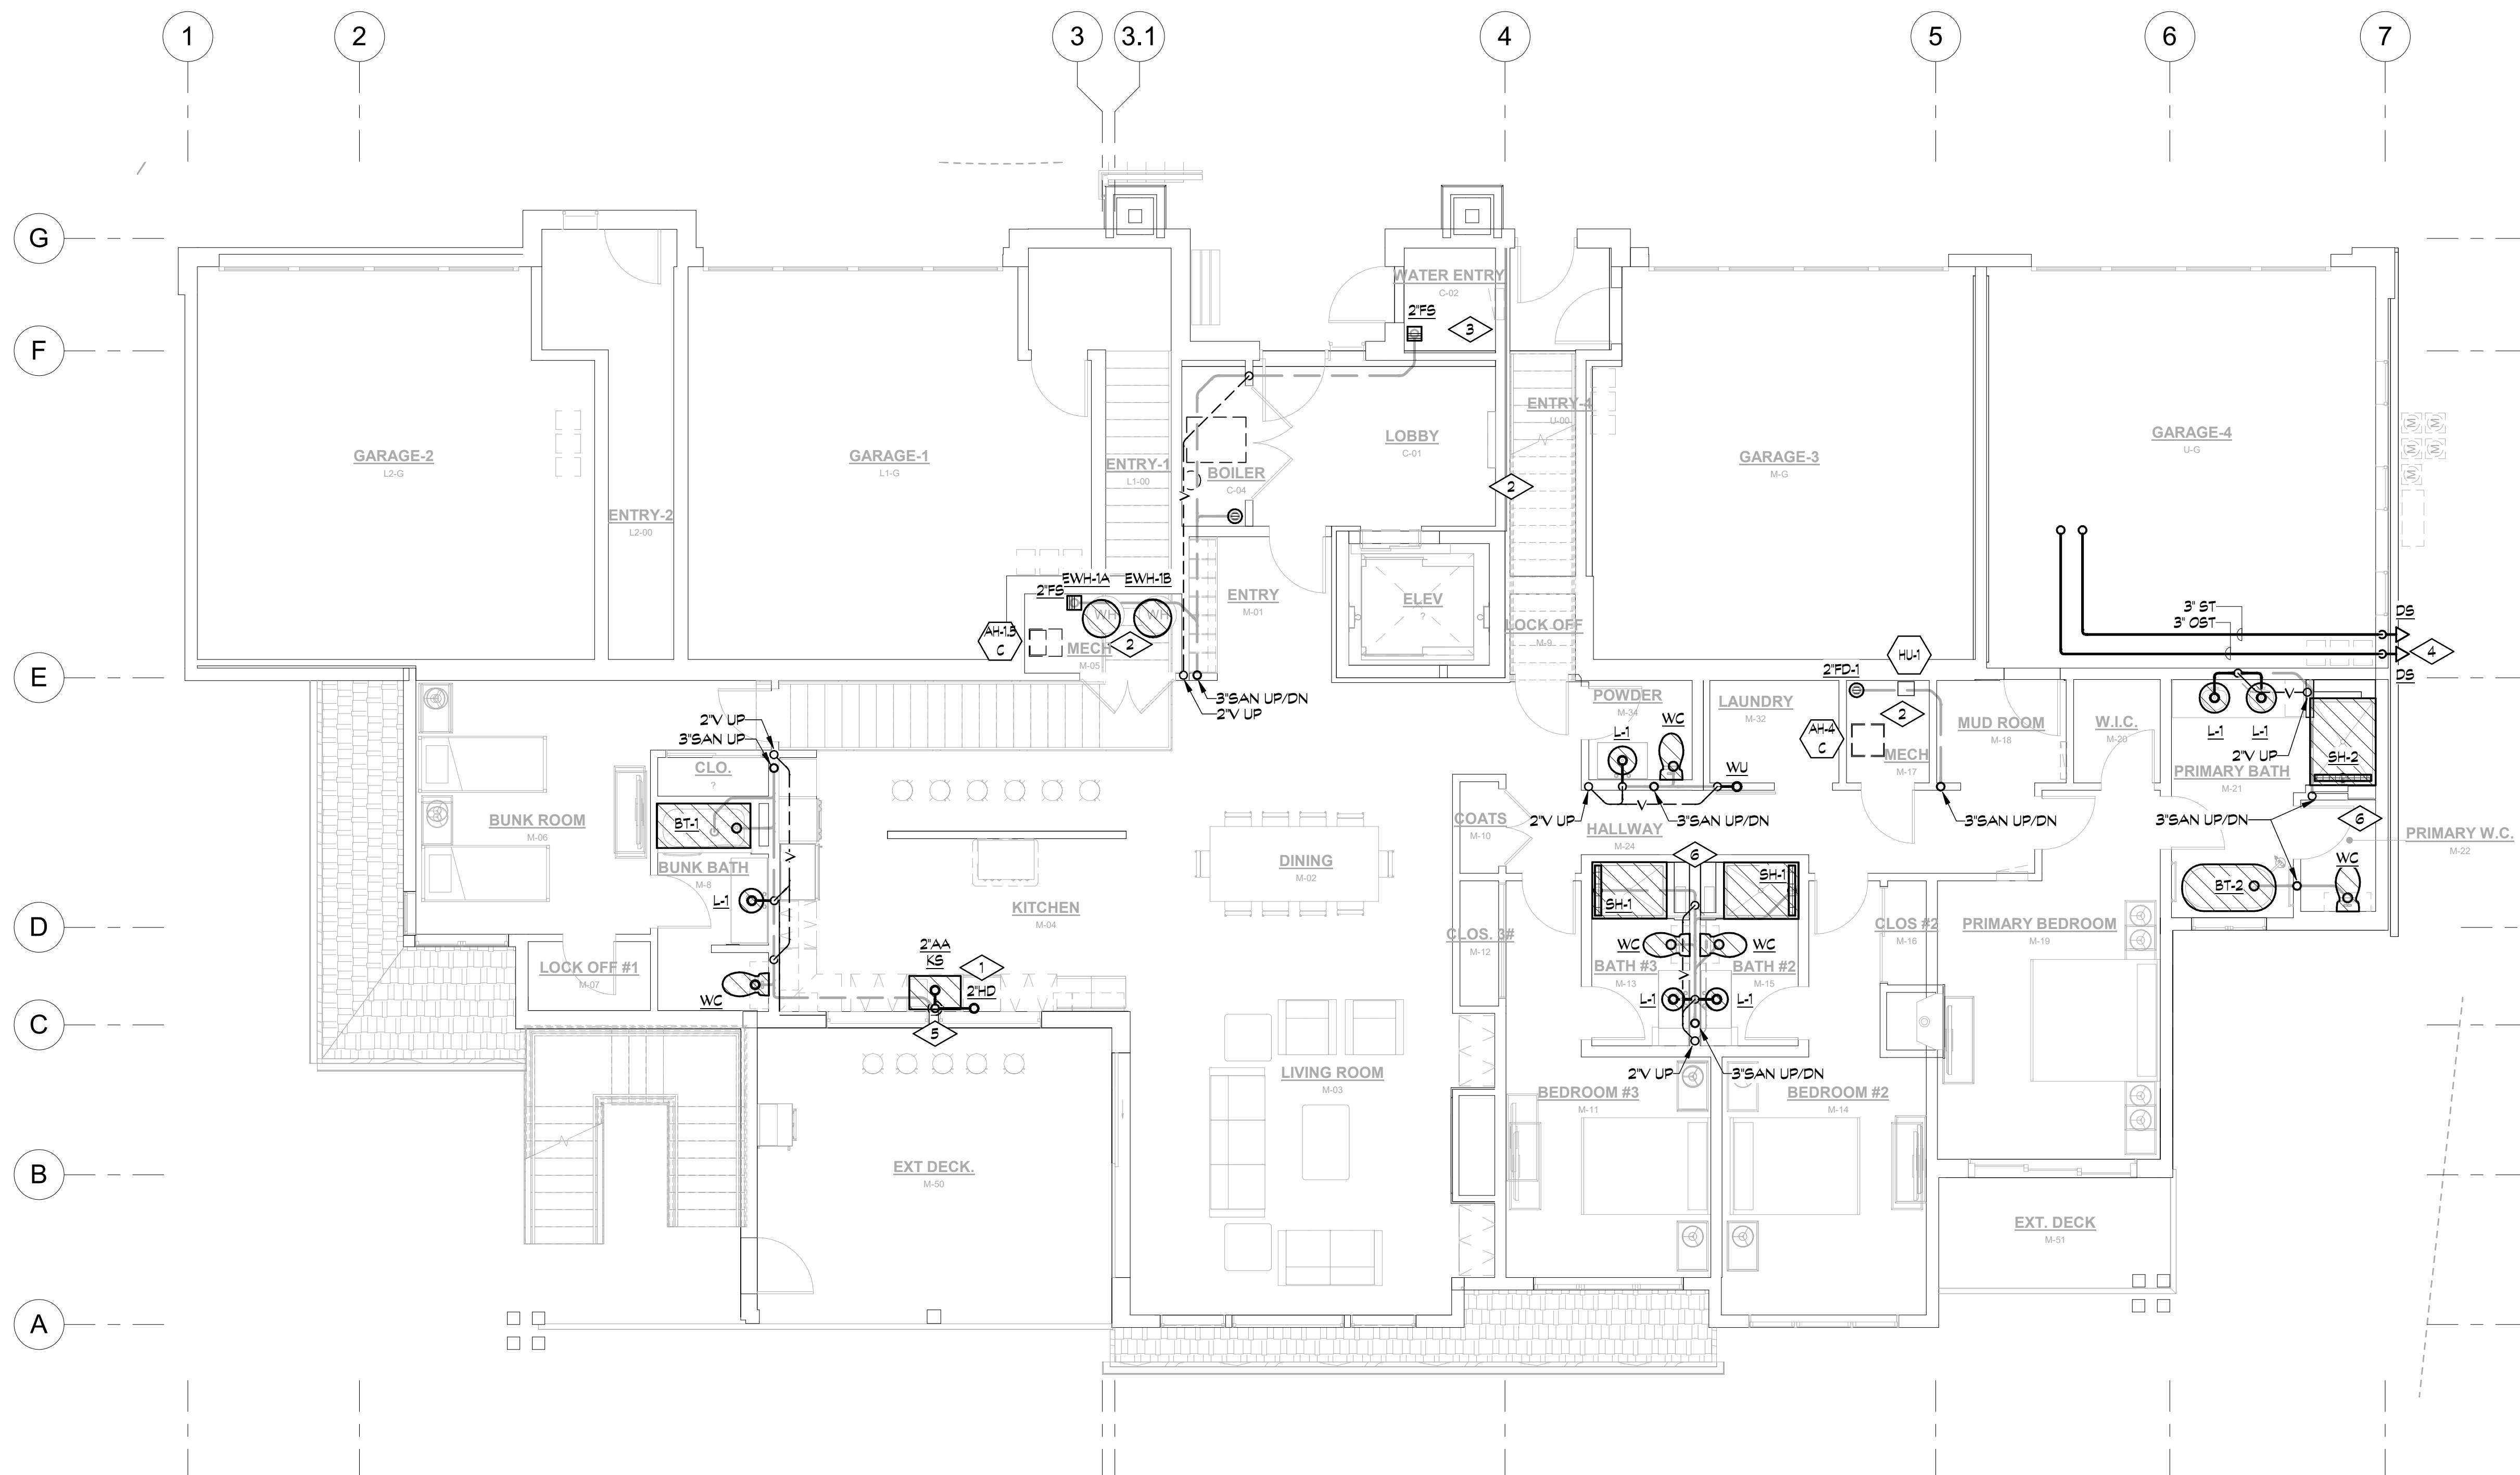 1
2
3
3.1
4
5
6
7
G
F
E
D
C
B
A
WATER ENTRY
C-02
2"FS
3
GARAGE-2
L2-G
GARAGE-1
L1-G
ENTRY-2
L2-00
ENTRY-1
L1-00
BOILER
C-04
V
LOBBY
C-01
ENTRY-4
U-00
2
GARAGE-3
M-G
GARAGE-4
U-G
M
M
M
M
M
3" ST
3" OST
DS
4
DS
EWH-1A
EWH-1B
2"FS
WH
WH
AH-1.5
C
MECH
M-05
2
ENTRY
M-01
ELEV
?
LOCK OFF
M-9
3"SAN UP/DN
2"V UP
2"V UP
3"SAN UP
CLO.
?
BT-1
BUNK ROOM
M-06
BUNK BATH
M-8
L-1
V
LOCK OFF #1
M-07
WC
KITCHEN
M-04
2"AA
KS
1
2"HD
5
DINING
M-02
LIVING ROOM
M-03
EXT DECK.
M-50
POWDER
M-34
WC
L-1
LAUNDRY
M-32
WU
2"FD-1
HU-1
AH-4
C
2
MECH
M-17
MUD ROOM
M-18
W.I.C.
M-20
V
L-1
L-1
2"V UP
SH-2
PRIMARY BATH
M-21
2"V UP
V
3"SAN UP/DN
3"SAN UP/DN
3"SAN UP/DN
6
PRIMARY W.C.
M-22
COATS
M-10
HALLWAY
M-24
6
SH-1
SH-1
WC
WC
BATH #3
M-13
BATH #2
M-15
V
L-1
L-1
CLOS. 3#
M-12
CLOS #2
M-16
PRIMARY BEDROOM
M-19
BT-2
WC
2"V UP
3"SAN UP/DN
BEDROOM #3
M-11
BEDROOM #2
M-14
EXT. DECK
M-51